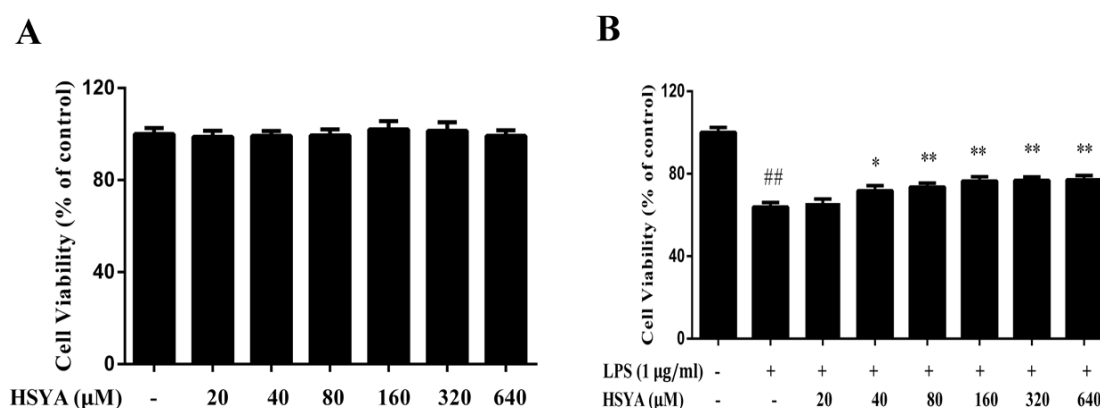 A
Cell Viability (% of control)
120
80
40
0
HSYA (μM) - 20 40 80 160 320 640
B
Cell Viability (% of control)
120
80
40
0
## * ** ** ** **
LPS (1 μg/ml) - + + + + + + +
HSYA (μM) - - 20 40 80 160 320 640